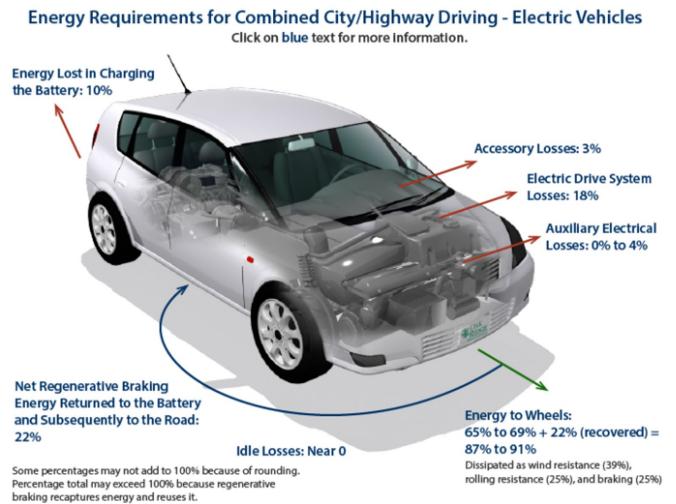 Energy Requirements for Combined City/Highway Driving - Electric Vehicles
Click on blue text for more information.
Energy Lost in Charging
the Battery: 10%
Accessory Losses: 3%
Electric Drive System
Losses: 18%
Auxiliary Electrical
Losses: 0% to 4%
Net Regenerative Braking
Energy Returned to the Battery
and Subsequently to the Road:
22%
Idle Losses: Near 0
Energy to Wheels:
65% to 69% + 22% (recovered) =
87% to 91%
Dissipated as wind resistance (39%),
rolling resistance (25%), and braking (25%)
Some percentages may not add to 100% because of rounding.
Percentage total may exceed 100% because regenerative
braking recaptures energy and reuses it.